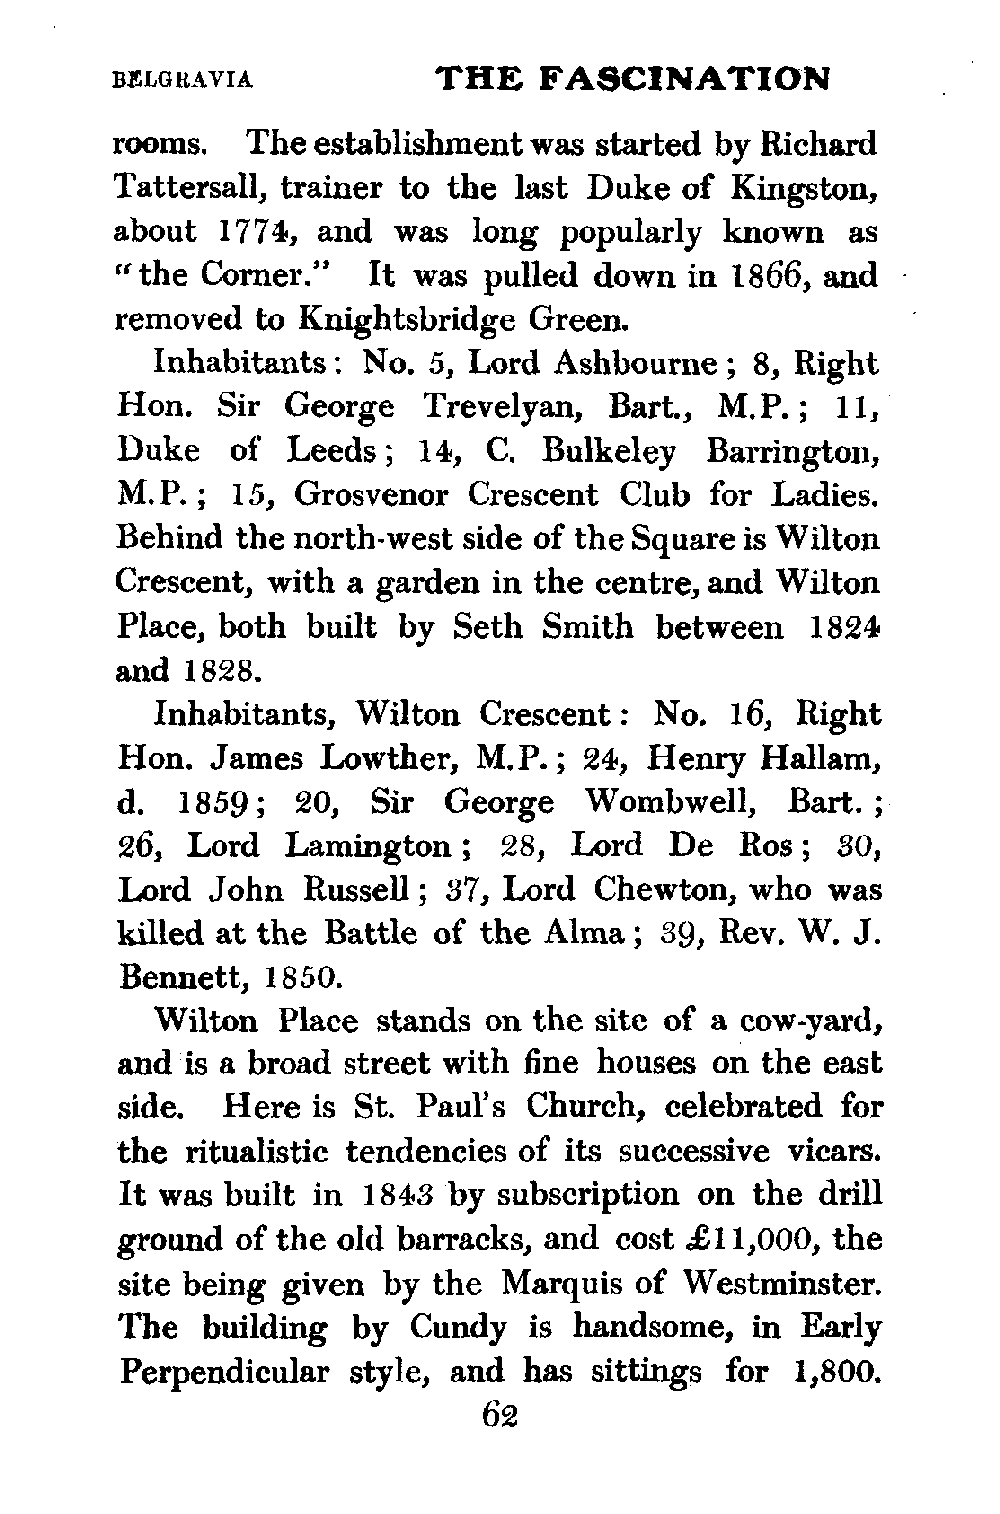 BELGRAVIA THE FASCINATION
rooms. The establishment was started by Richard
Tattersall, trainer to the last Duke of Kingston,
about 1774, and was long popularly known as
"the Corner." It was pulled down in 1866, and
removed to Knightsbridge Green.
Inhabitants: No. 5, Lord Ashbourne; 8, Right
Hon. Sir George Trevelyan, Bart., M.P.; 11,
Duke of Leeds; 14, C. Bulkeley Barrington,
M.P.; 15, Grosvenor Crescent Club for Ladies.
Behind the north-west side of the Square is Wilton
Crescent, with a garden in the centre, and Wilton
Place, both built by Seth Smith between 1824
and 1828.
Inhabitants, Wilton Crescent: No. 16, Right
Hon. James Lowther, M.P.; 24, Henry Hallam,
d. 1859; 20, Sir George Wombwell, Bart.;
26, Lord Lamington; 28, Lord De Ros; 30,
Lord John Russell; 37, Lord Chewton, who was
killed at the Battle of the Alma; 39, Rev. W. J.
Bennett, 1850.
Wilton Place stands on the site of a cow-yard,
and is a broad street with fine houses on the east
side. Here is St. Paul's Church, celebrated for
the ritualistic tendencies of its successive vicars.
It was built in 1843 by subscription on the drill
ground of the old barracks, and cost £11,000, the
site being given by the Marquis of Westminster.
The building by Cundy is handsome, in Early
Perpendicular style, and has sittings for 1,800.
62